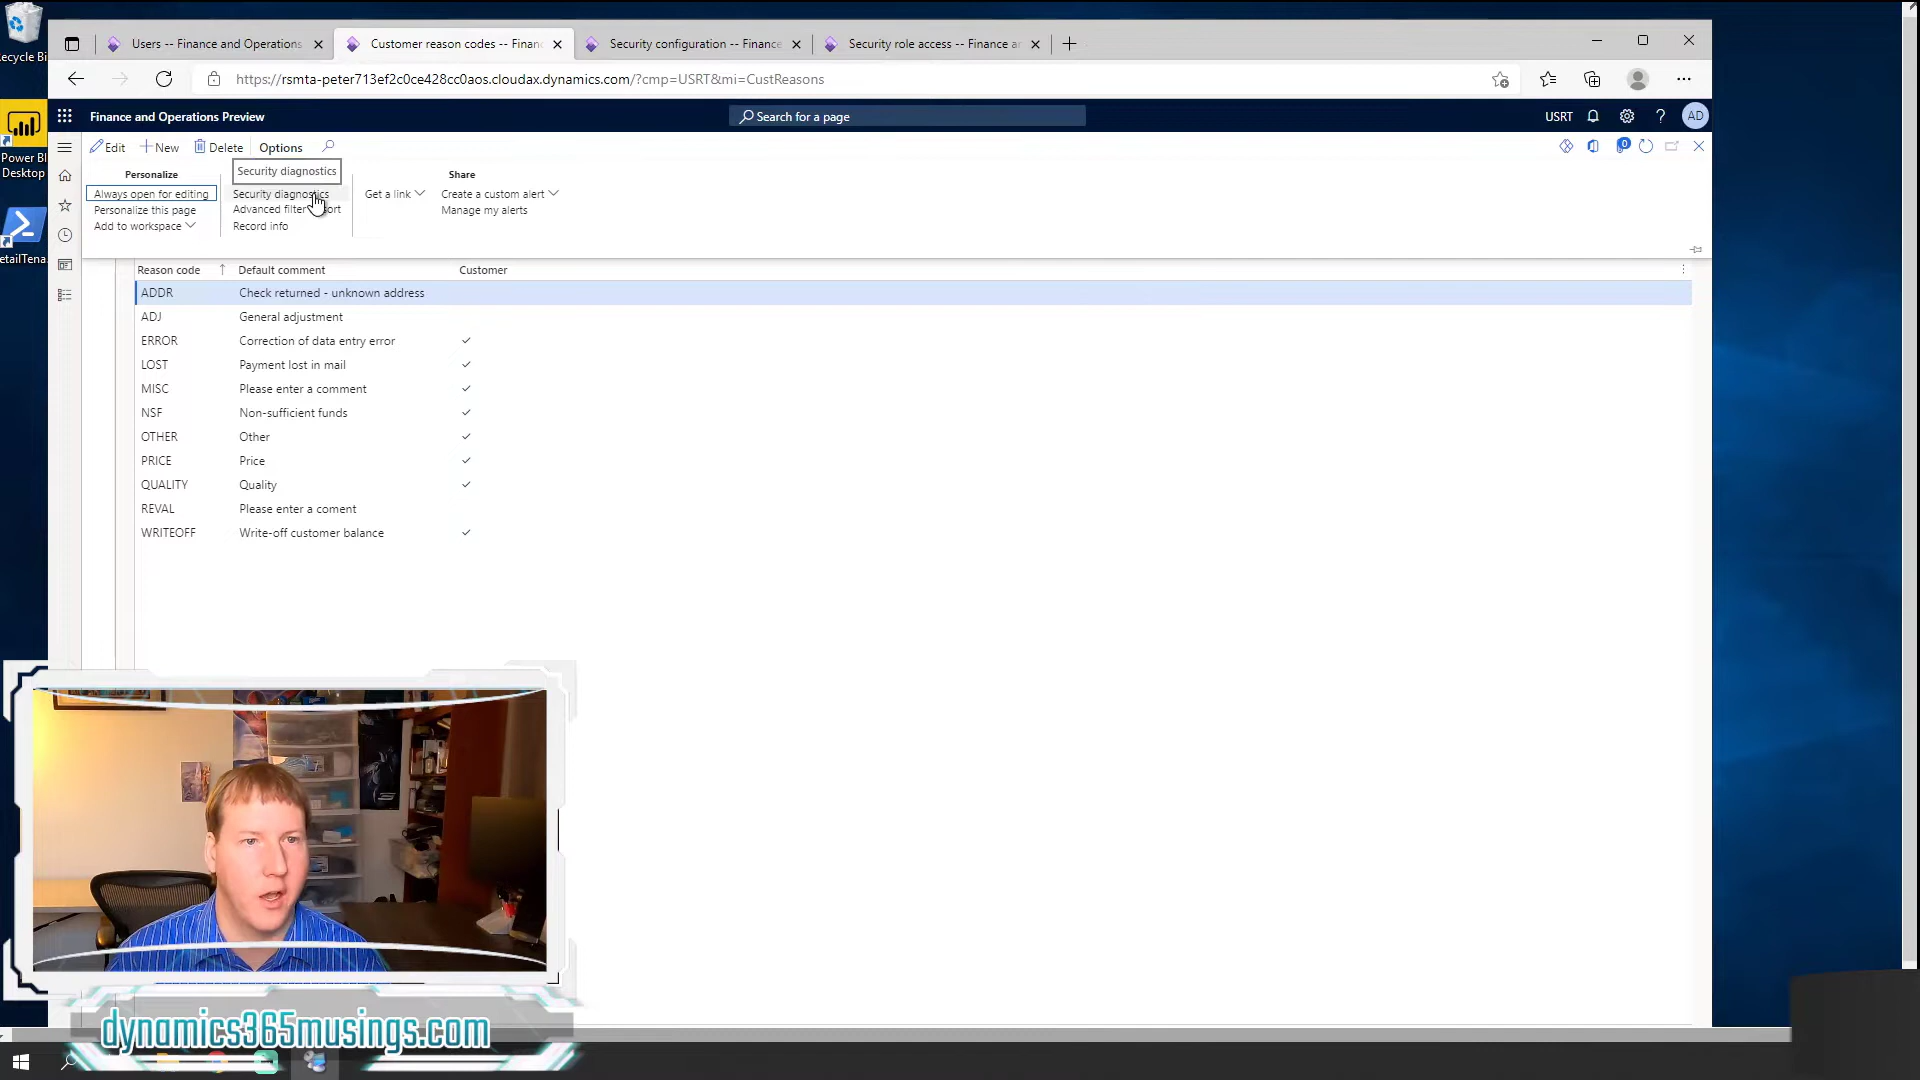 Recycle Bi
Users -- Finance and Operations
Customer reason codes -- Finan
Security configuration -- Finance
Security role access -- Finance a
https://rsmta-peter713ef2c0ce428cc0aos.cloudax.dynamics.com/?cmp=USRT&mi=CustReasons
Finance and Operations Preview
Search for a page
USRT
?
AD
Power BI
Desktop
etailTena.
Edit
New
Delete
Options
0
Security diagnostics
Personalize
Always open for editing
Personalize this page
Add to workspace
Security diagnostics
Advanced filter
ort
Record info
Get a link
Share
Create a custom alert
Manage my alerts
Reason code
Default comment
Customer
ADDR Check returned - unknown address
ADJ General adjustment
ERROR Correction of data entry error
LOST Payment lost in mail
MISC Please enter a comment
NSF Non-sufficient funds
OTHER Other
PRICE Price
QUALITY Quality
REVAL Please enter a coment
WRITEOFF Write-off customer balance
dynamics365musings.com